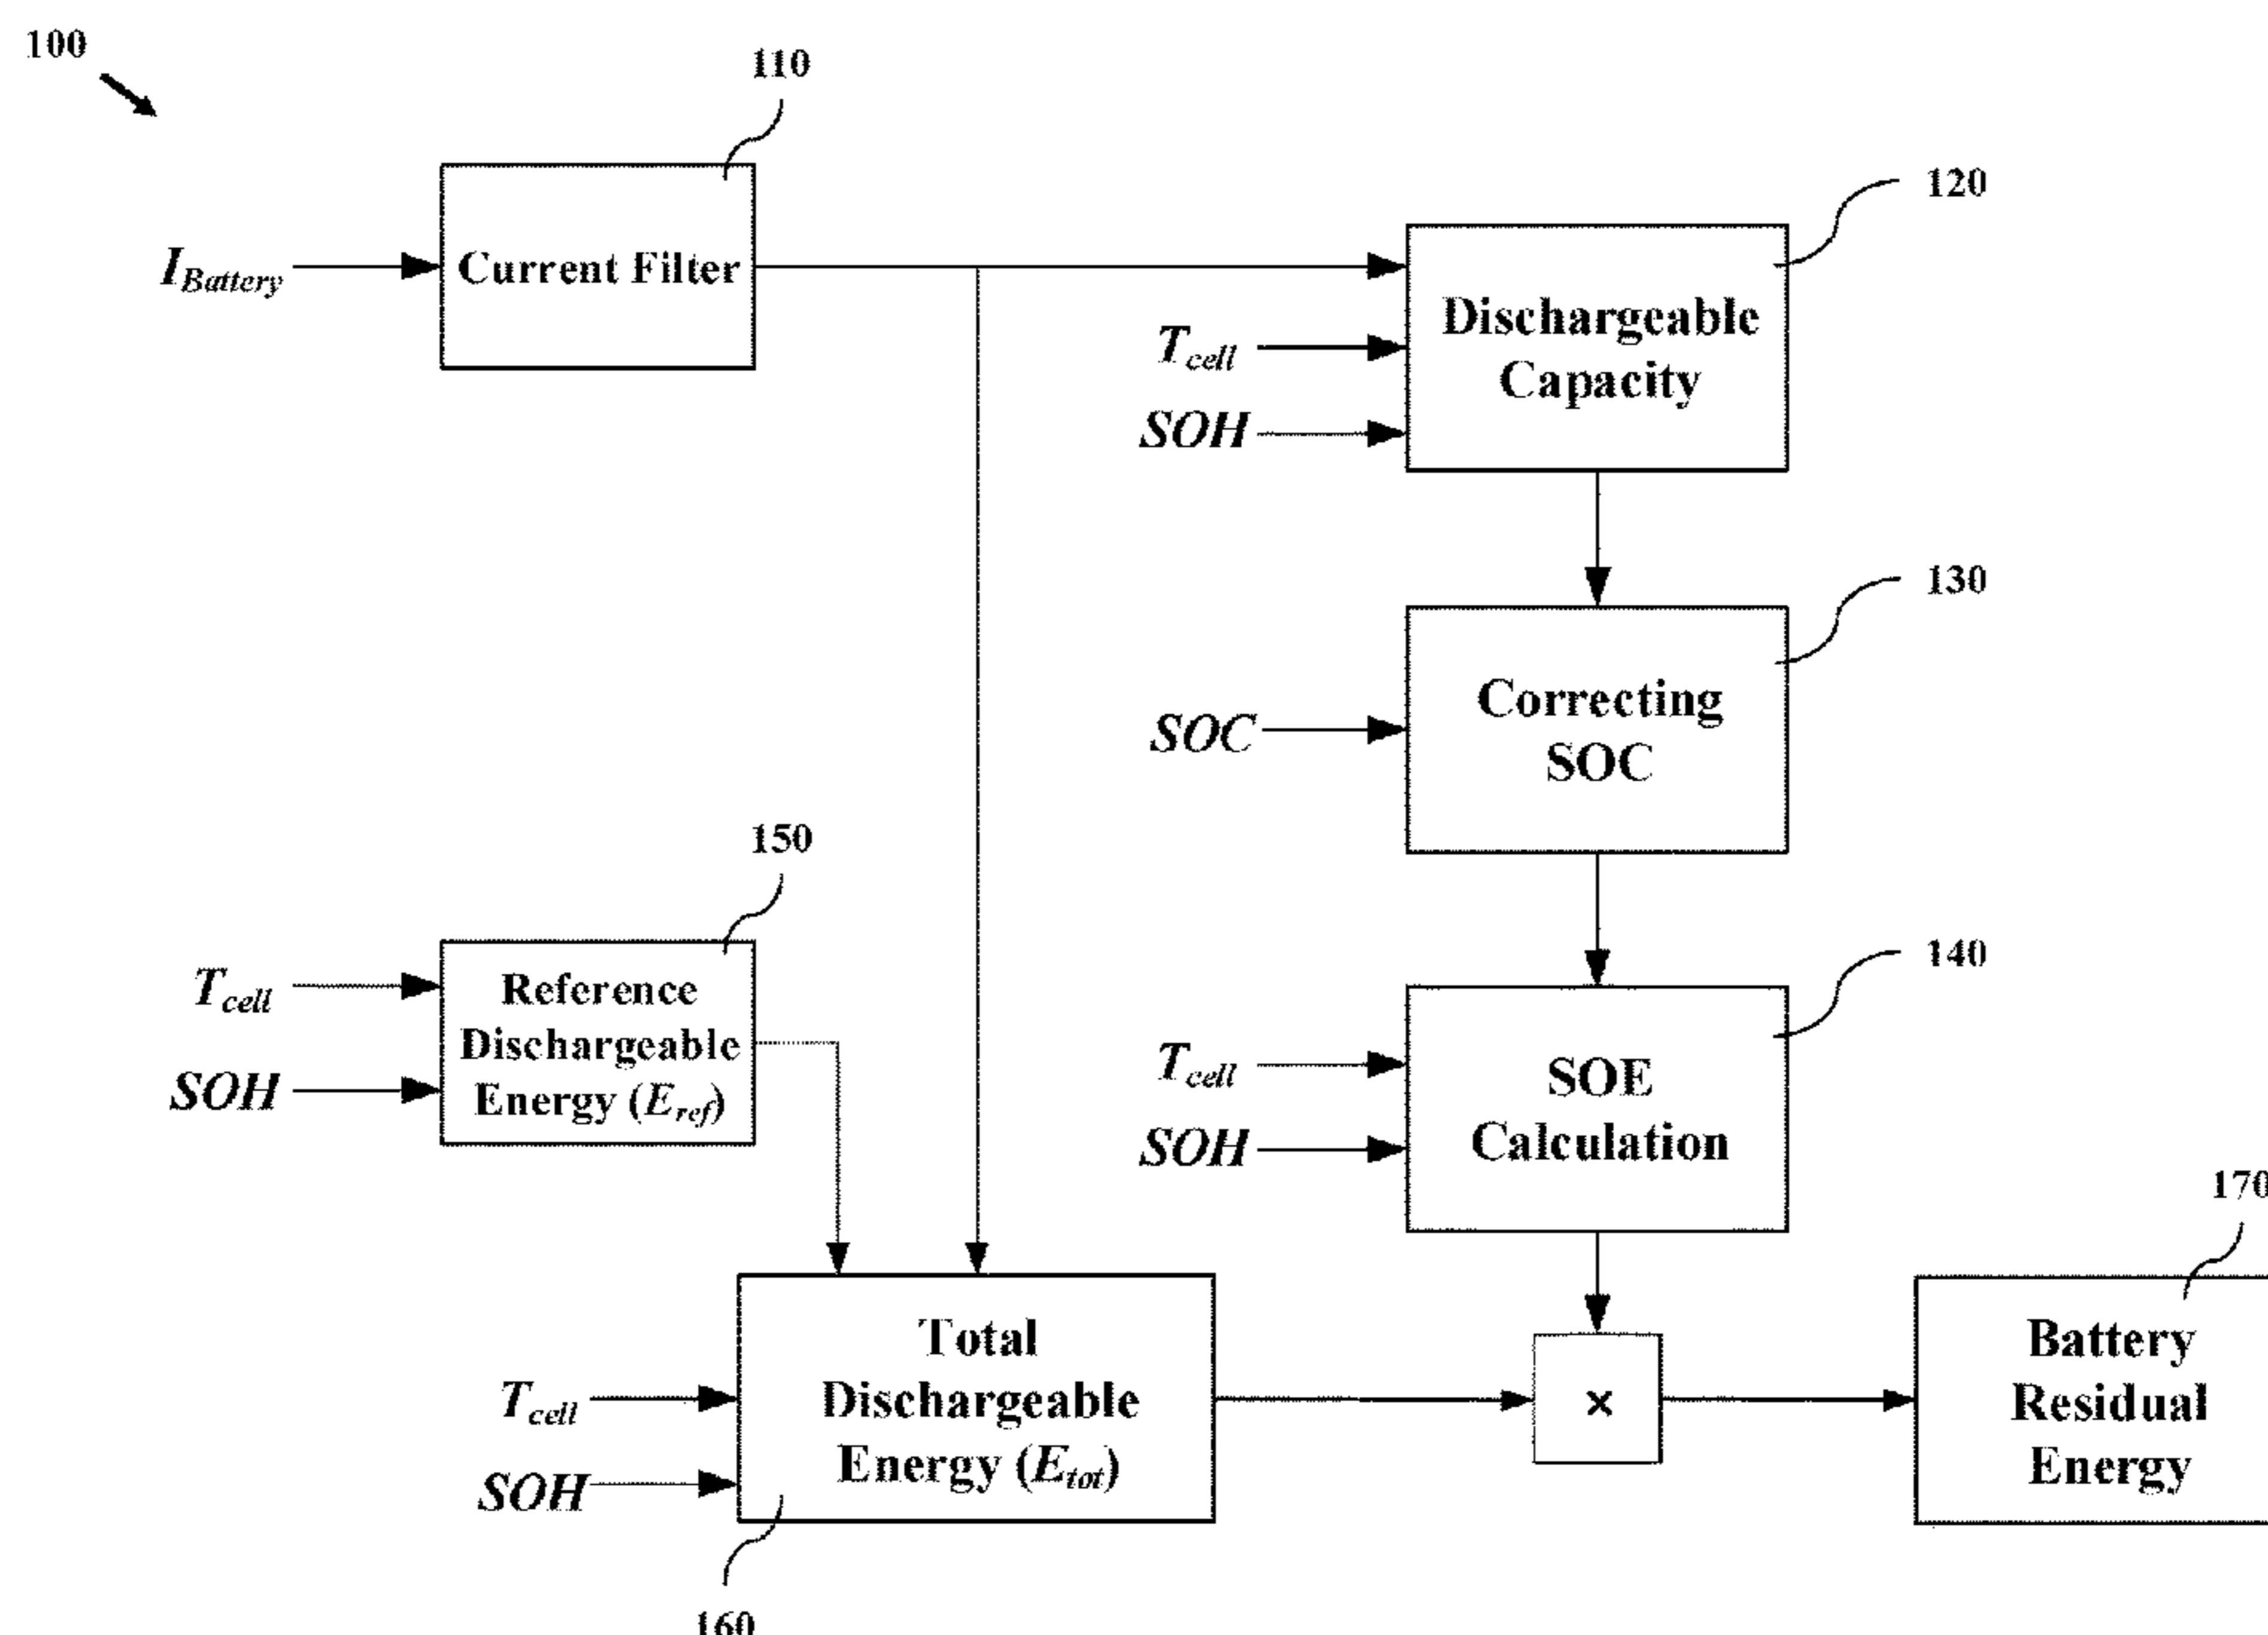 100
110
120
I_Battery
Current Filter
T_cell
SOH
Dischargeable
Capacity
130
SOC
Correcting
SOC
150
140
T_cell
SOH
Reference
Dischargeable
Energy (E_ref)
T_cell
SOH
SOE
Calculation
170
T_cell
SOH
Total
Dischargeable
Energy (E_tot)
×
Battery
Residual
Energy
160